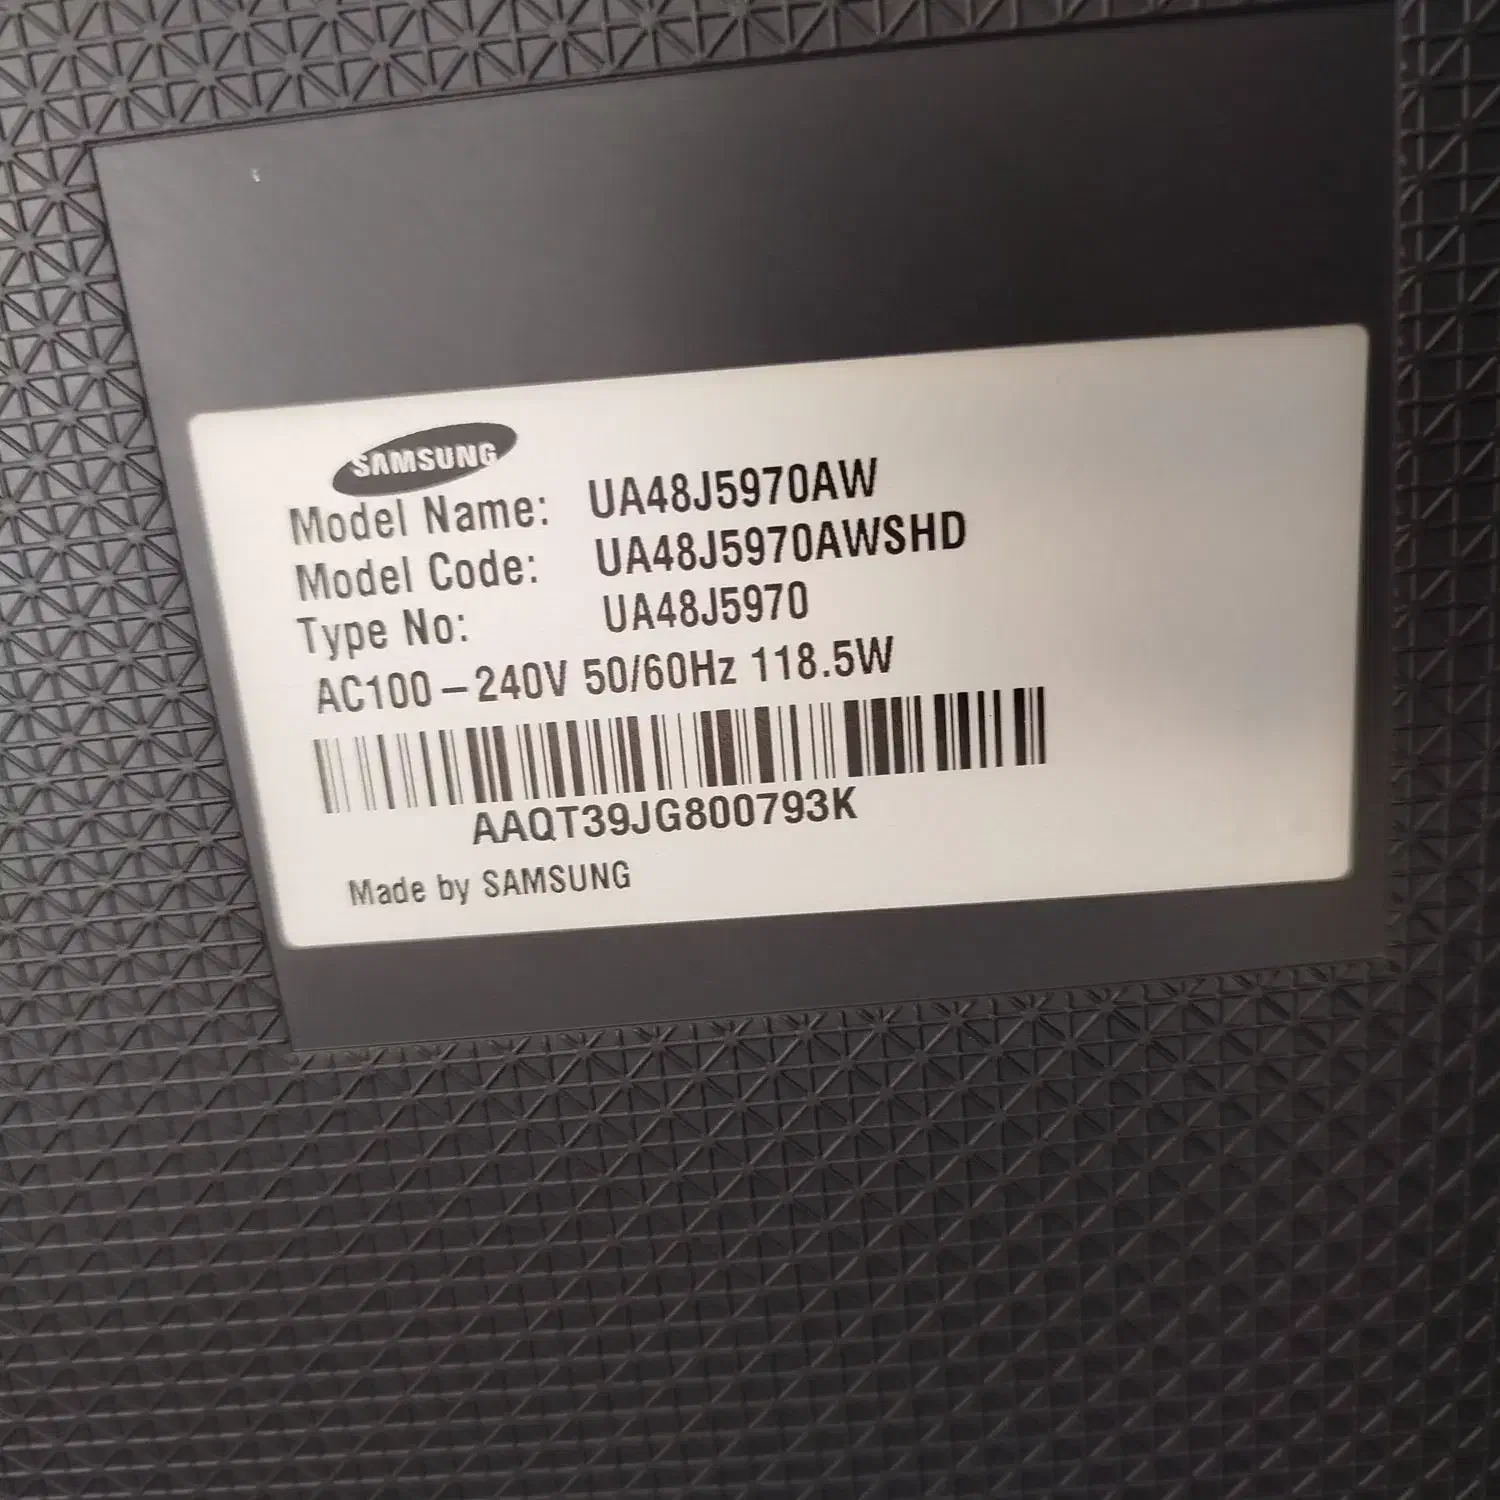 SAMSUNG
Model Name: UA48J5970AW
Model Code: UA48J5970AWSHD
Type No: UA48J5970
AC100-240V 50/60Hz 118.5W
AAQT39JG800793K
Made by SAMSUNG